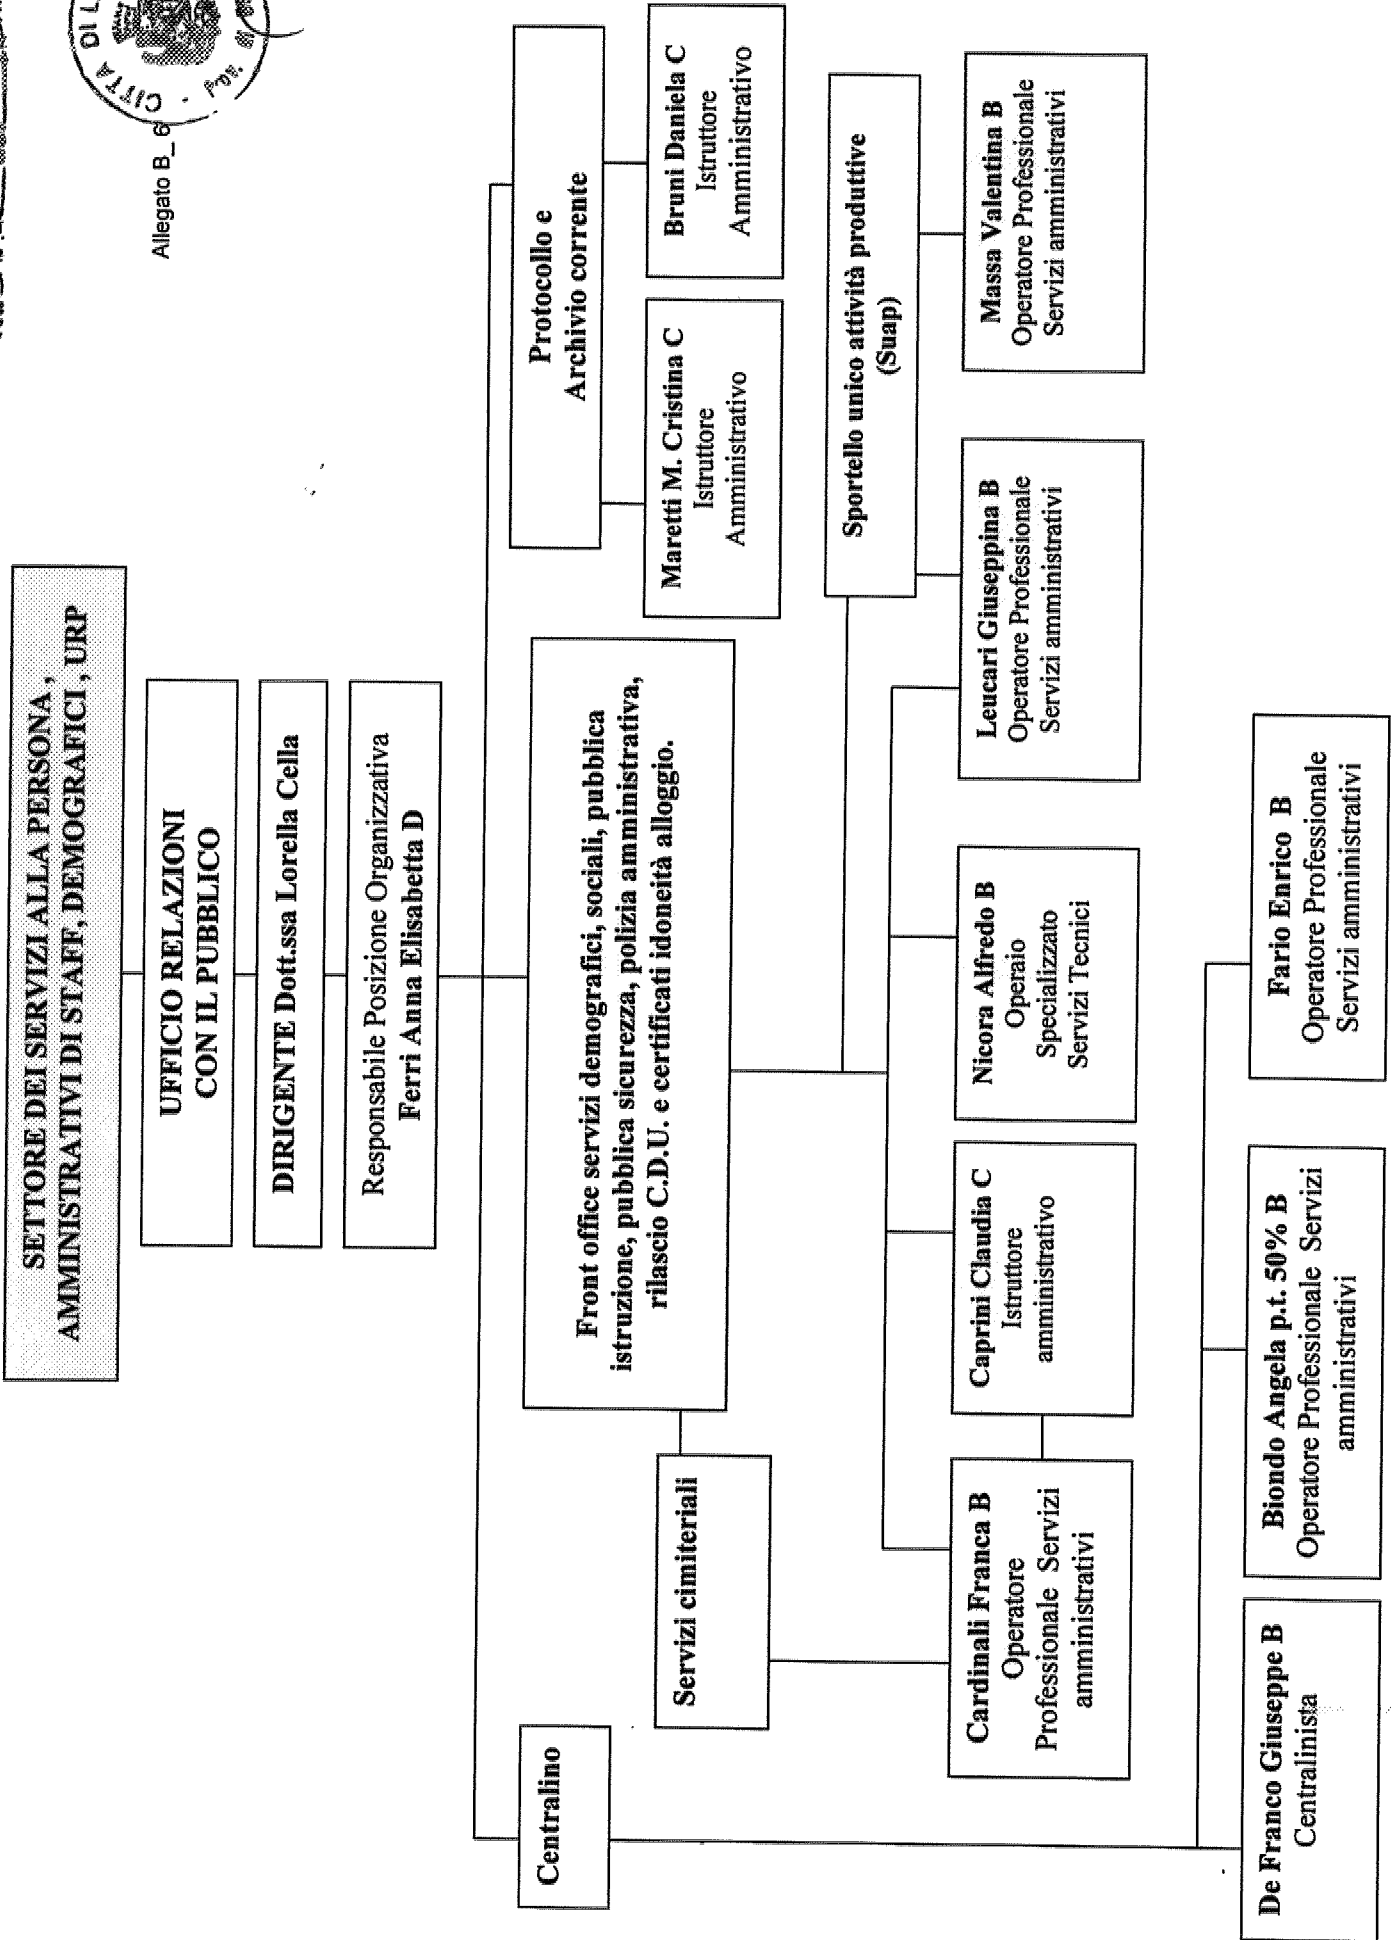 Allegato B_ 6
CITTA DI L
SETTORE DEI SERVIZI ALLA PERSONA ,
AMMINISTRATIVI DI STAFF, DEMOGRAFICI , URP
UFFICIO RELAZIONI
CON IL PUBBLICO
DIRIGENTE Dott.ssa Lorella Cella
Responsabile Posizione Organizzativa
Ferri Anna Elisabetta D
Centralino
Front office servizi demografici, sociali, pubblica
istruzione, pubblica sicurezza, polizia amministrativa,
rilascio C.D.U. e certificati idoneità alloggio.
Protocollo e
Archivio corrente
Servizi cimiteriali
Maretti M. Cristina C
Istruttore
Amministrativo
Bruni Daniela C
Istruttore
Amministrativo
Sportello unico attività produttive
(Suap)
Cardinali Franca B
Operatore
Professionale Servizi
amministrativi
Caprini Claudia C
Istruttore
amministrativo
Nicora Alfredo B
Operaio
Specializzato
Servizi Tecnici
Leucari Giuseppina B
Operatore Professionale
Servizi amministrativi
Massa Valentina B
Operatore Professionale
Servizi amministrativi
De Franco Giuseppe B
Centralinista
Biondo Angela p.t. 50% B
Operatore Professionale Servizi
amministrativi
Fario Enrico B
Operatore Professionale
Servizi amministrativi